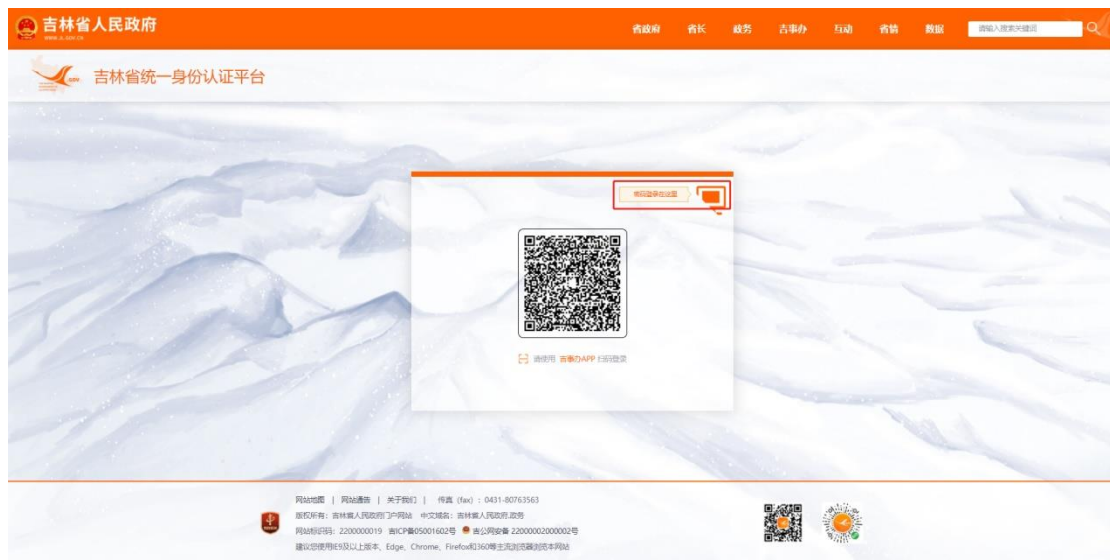 吉林省人民政府
省政府 省长 政务 吉事办 互动 省情 数据 请输入搜索关键词
吉林省统一身份认证平台
请使用 吉事办APP 扫码登录
网站地图 | 网站通告 | 关于我们 | 传真 (fax) : 0431-80763563
版权所有: 吉林省人民政府门户网站 中文域名: 吉林省人民政府.政务
网站标识码: 2200000019 吉ICP备05001602号 吉公网安备 22000002000002号
建议您使用IE9及以上版本、Edge、Chrome、Firefox和360等主流浏览器浏览本网站